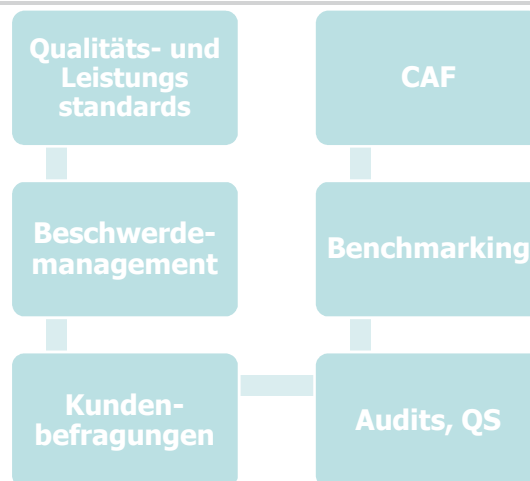 Qualitäts- und
Leistungs
standards
Beschwerde-
management
Kunden-
befragungen
Audits, QS
Benchmarking
CAF